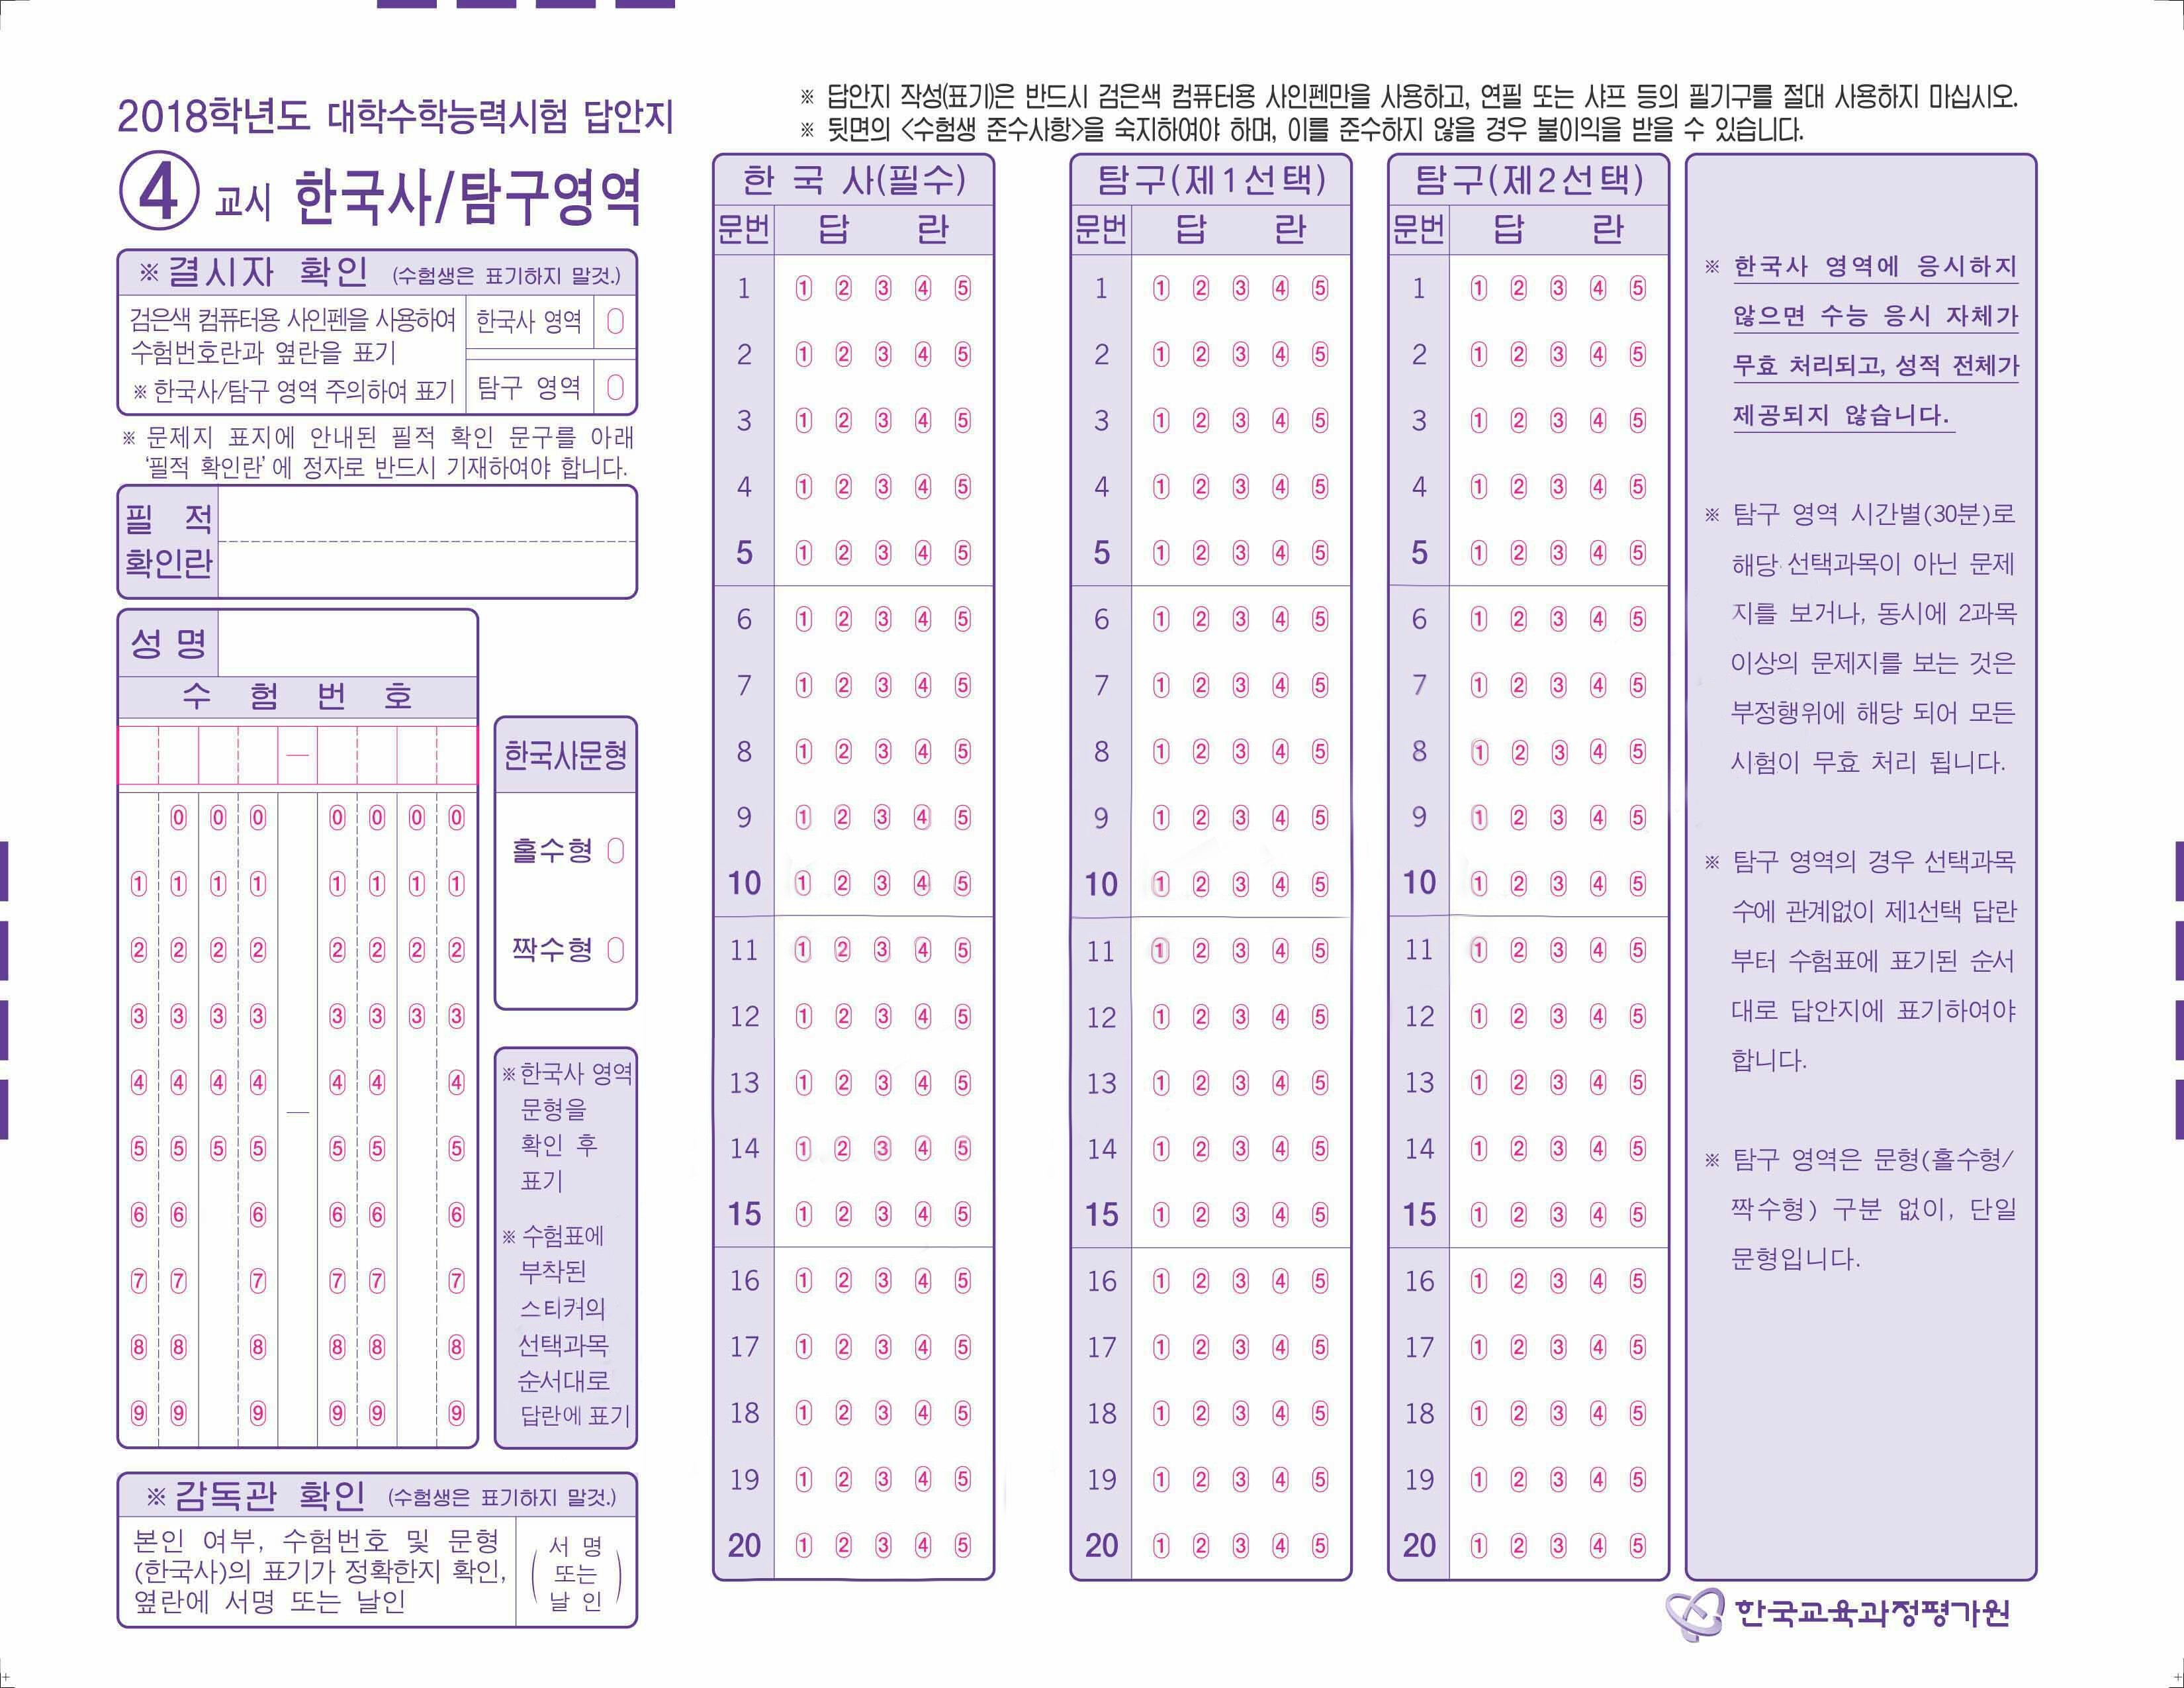 2018학년도 대학수학능력시험 답안지
④ 교시 한국사/탐구영역
※ 답안지 작성(표기)은 반드시 검은색 컴퓨터용 사인펜만을 사용하고, 연필 또는 샤프 등의 필기구를 절대 사용하지 마십시오.
※ 뒷면의 <수험생 준수사항>을 숙지하여야 하며, 이를 준수하지 않을 경우 불이익을 받을 수 있습니다.
※ 결시자 확인 (수험생은 표기하지 말것.)
검은색 컴퓨터용 사인펜을 사용하여
수험번호란과 옆란을 표기
※ 한국사/탐구 영역 주의하여 표기
한국사 영역 0
탐구 영역 0
※ 문제지 표지에 안내된 필적 확인 문구를 아래
‘필적 확인란’에 정자로 반드시 기재하여야 합니다.
필 적
확인란
성 명
수 험 번 호
—
0 0 0 0 0 0 0
1 1 1 1 1 1 1 1
2 2 2 2 2 2 2 2
3 3 3 3 3 3 3 3
4 4 4 4 4 4 4
—
5 5 5 5 5 5 5
6 6 6 6 6 6
7 7 7 7 7 7
8 8 8 8 8 8
9 9 9 9 9 9
한국사문형
홀수형 0
짝수형 0
※ 한국사 영역
문형을
확인 후
표기
※ 수험표에
부착된
스티커의
선택과목
순서대로
답란에 표기
※ 감독관 확인 (수험생은 표기하지 말것.)
본인 여부, 수험번호 및 문형
(한국사)의 표기가 정확한지 확인,
옆란에 서명 또는 날인
(서 명
또는
날 인)
한 국 사(필수)
문번 답 란
1 1 2 3 4 5
2 1 2 3 4 5
3 1 2 3 4 5
4 1 2 3 4 5
5 1 2 3 4 5
6 1 2 3 4 5
7 1 2 3 4 5
8 1 2 3 4 5
9 1 2 3 4 5
10 1 2 3 4 5
11 1 2 3 4 5
12 1 2 3 4 5
13 1 2 3 4 5
14 1 2 3 4 5
15 1 2 3 4 5
16 1 2 3 4 5
17 1 2 3 4 5
18 1 2 3 4 5
19 1 2 3 4 5
20 1 2 3 4 5
탐구(제1선택)
문번 답 란
1 1 2 3 4 5
2 1 2 3 4 5
3 1 2 3 4 5
4 1 2 3 4 5
5 1 2 3 4 5
6 1 2 3 4 5
7 1 2 3 4 5
8 1 2 3 4 5
9 1 2 3 4 5
10 1 2 3 4 5
11 1 2 3 4 5
12 1 2 3 4 5
13 1 2 3 4 5
14 1 2 3 4 5
15 1 2 3 4 5
16 1 2 3 4 5
17 1 2 3 4 5
18 1 2 3 4 5
19 1 2 3 4 5
20 1 2 3 4 5
탐구(제2선택)
문번 답 란
1 1 2 3 4 5
2 1 2 3 4 5
3 1 2 3 4 5
4 1 2 3 4 5
5 1 2 3 4 5
6 1 2 3 4 5
7 1 2 3 4 5
8 1 2 3 4 5
9 1 2 3 4 5
10 1 2 3 4 5
11 1 2 3 4 5
12 1 2 3 4 5
13 1 2 3 4 5
14 1 2 3 4 5
15 1 2 3 4 5
16 1 2 3 4 5
17 1 2 3 4 5
18 1 2 3 4 5
19 1 2 3 4 5
20 1 2 3 4 5
※ 한국사 영역에 응시하지
않으면 수능 응시 자체가
무효 처리되고, 성적 전체가
제공되지 않습니다.
※ 탐구 영역 시간별(30분)로
해당 선택과목이 아닌 문제
지를 보거나, 동시에 2과목
이상의 문제지를 보는 것은
부정행위에 해당 되어 모든
시험이 무효 처리 됩니다.
※ 탐구 영역의 경우 선택과목
수에 관계없이 제1선택 답란
부터 수험표에 표기된 순서
대로 답안지에 표기하여야
합니다.
※ 탐구 영역은 문형(홀수형/
짝수형) 구분 없이, 단일
문형입니다.
한국교육과정평가원